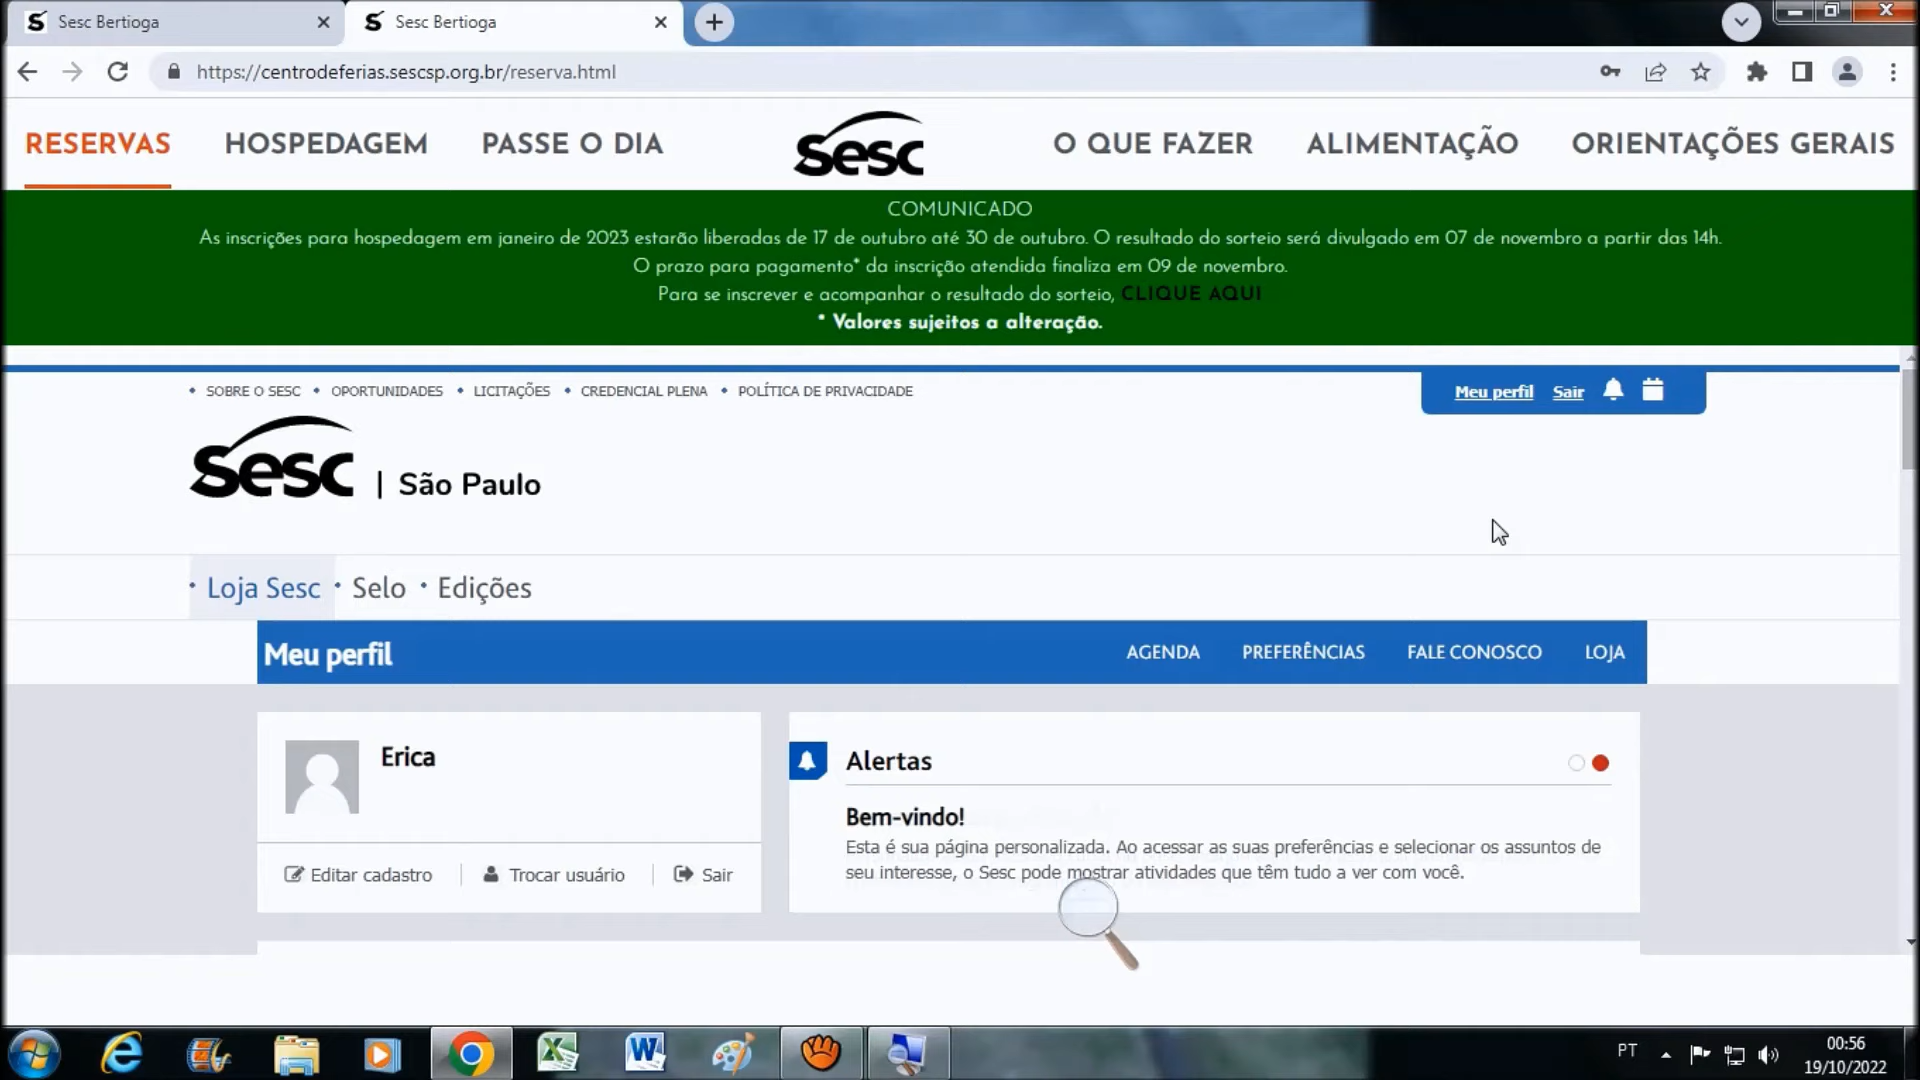 Sesc Bertioga
Sesc Bertioga
https://centrodeferias.sescsp.org.br/reserva.html
RESERVAS HOSPEDAGEM PASSE O DIA Sesc O QUE FAZER ALIMENTAÇÃO ORIENTAÇÕES GERAIS
COMUNICADO
As inscrições para hospedagem em janeiro de 2023 estarão liberadas de 17 de outubro até 30 de outubro. O resultado do sorteio será divulgado em 07 de novembro a partir das 14h.
O prazo para pagamento* da inscrição atendida finaliza em 09 de novembro.
Para se inscrever e acompanhar o resultado do sorteio, CLIQUE AQUI
* Valores sujeitos a alteração.
• SOBRE O SESC • OPORTUNIDADES • LICITAÇÕES • CREDENCIAL PLENA • POLÍTICA DE PRIVACIDADE
Meu perfil Sair
Sesc | São Paulo
• Loja Sesc • Selo • Edições
Meu perfil AGENDA PREFERÊNCIAS FALE CONOSCO LOJA
Erica
Editar cadastro Trocar usuário Sair
Alertas
Bem-vindo!
Esta é sua página personalizada. Ao acessar as suas preferências e selecionar os assuntos de
seu interesse, o Sesc pode mostrar atividades que têm tudo a ver com você.
PT
00:56
19/10/2022